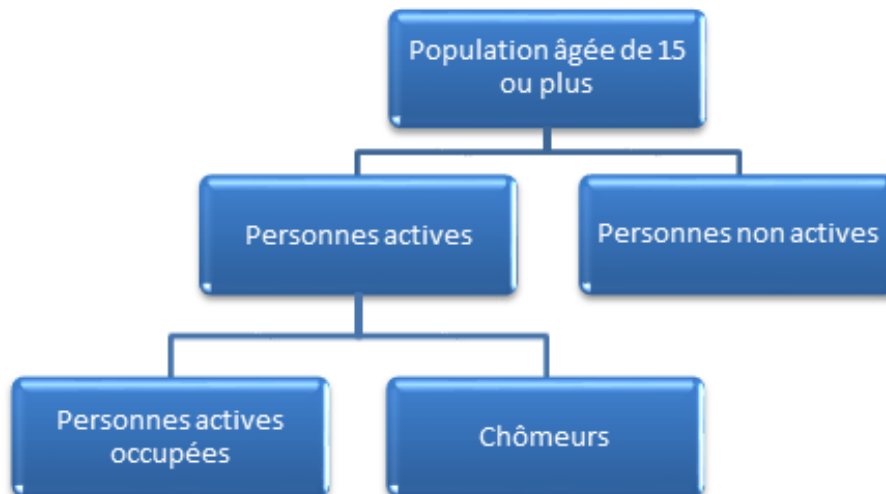 Population âgée de 15
ou plus
Personnes actives
Personnes non actives
Personnes actives
occupées
Chômeurs